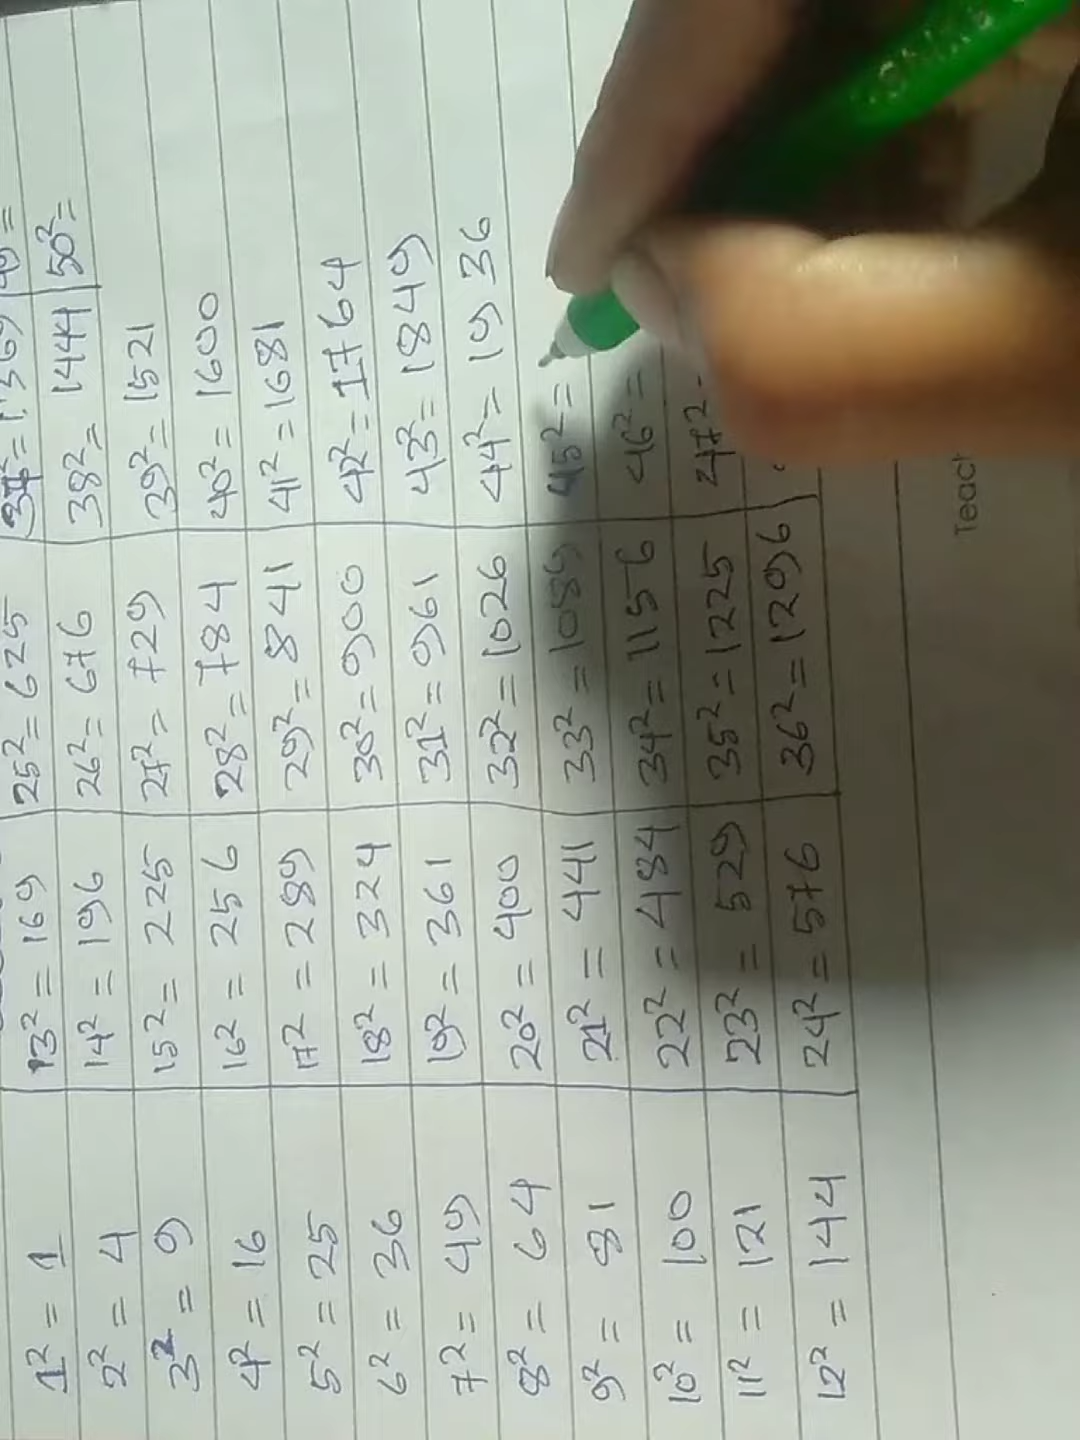 1² = 1
2² = 4
3² = 9
4² = 16
5² = 25
6² = 36
7² = 49
8² = 64
9² = 81
10² = 100
11² = 121
12² = 144
13² = 169
14² = 196
15² = 225
16² = 256
17² = 289
18² = 324
19² = 361
20² = 400
21² = 441
22² = 484
23² = 529
24² = 576
25² = 625
26² = 676
27² = 729
28² = 784
29² = 841
30² = 900
31² = 961
32² = 1026
33² = 1089
34² = 1156
35² = 1225
36² = 1296
37² = 1369
38² = 1444
39² = 1521
40² = 1600
41² = 1681
42² = 1764
43² = 1849
44² = 1936
45² =
46² =
47²
50² =
Teach